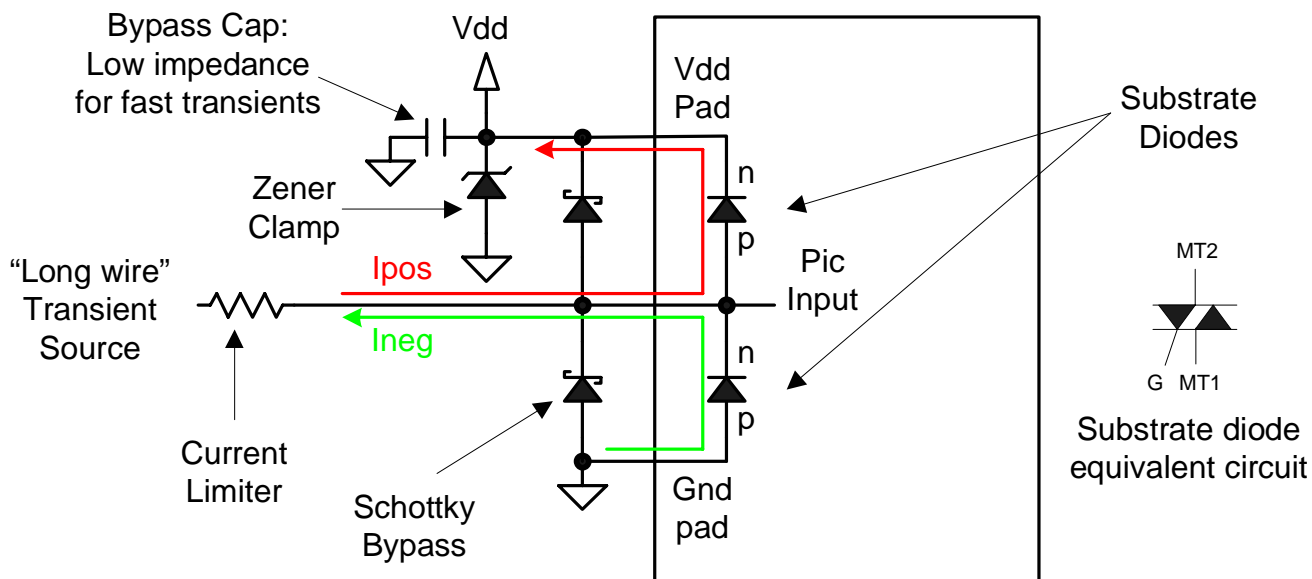 Bypass Cap:
Low impedance
for fast transients
Vdd
Vdd
Pad
Substrate
Diodes
Zener
Clamp
n
p
“Long wire”
Transient
Source
Ipos
Ineg
Pic
Input
n
p
MT2
G MT1
Current
Limiter
Schottky
Bypass
Gnd
pad
Substrate diode
equivalent circuit